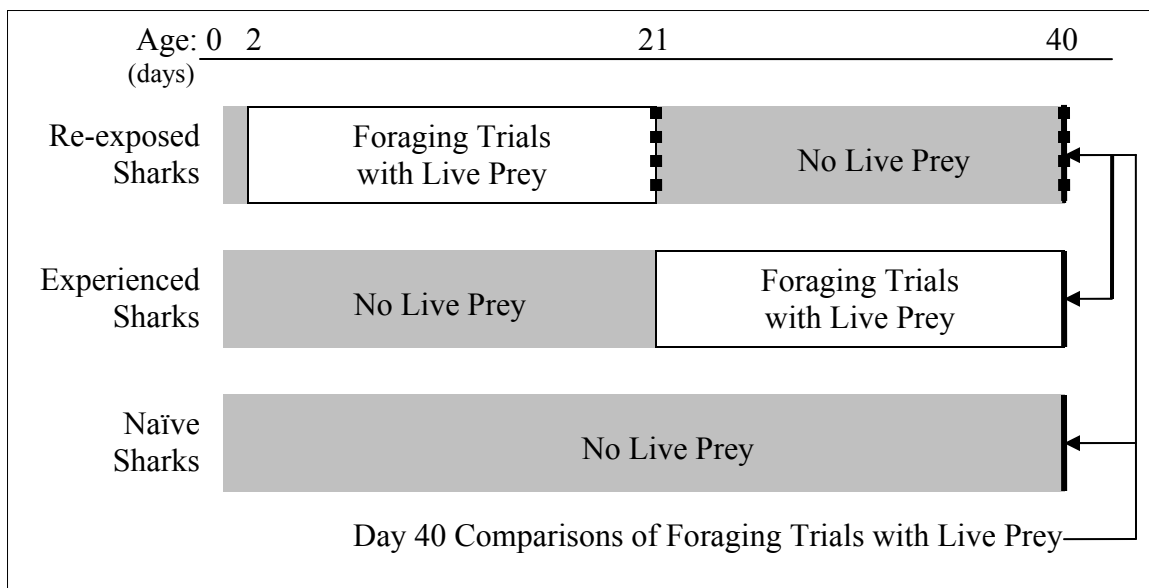 Age: 0 2 21 40
(days)
Re-exposed
Sharks
Foraging Trials
with Live Prey
No Live Prey
Experienced
Sharks
No Live Prey
Foraging Trials
with Live Prey
Naïve
Sharks
No Live Prey
Day 40 Comparisons of Foraging Trials with Live Prey